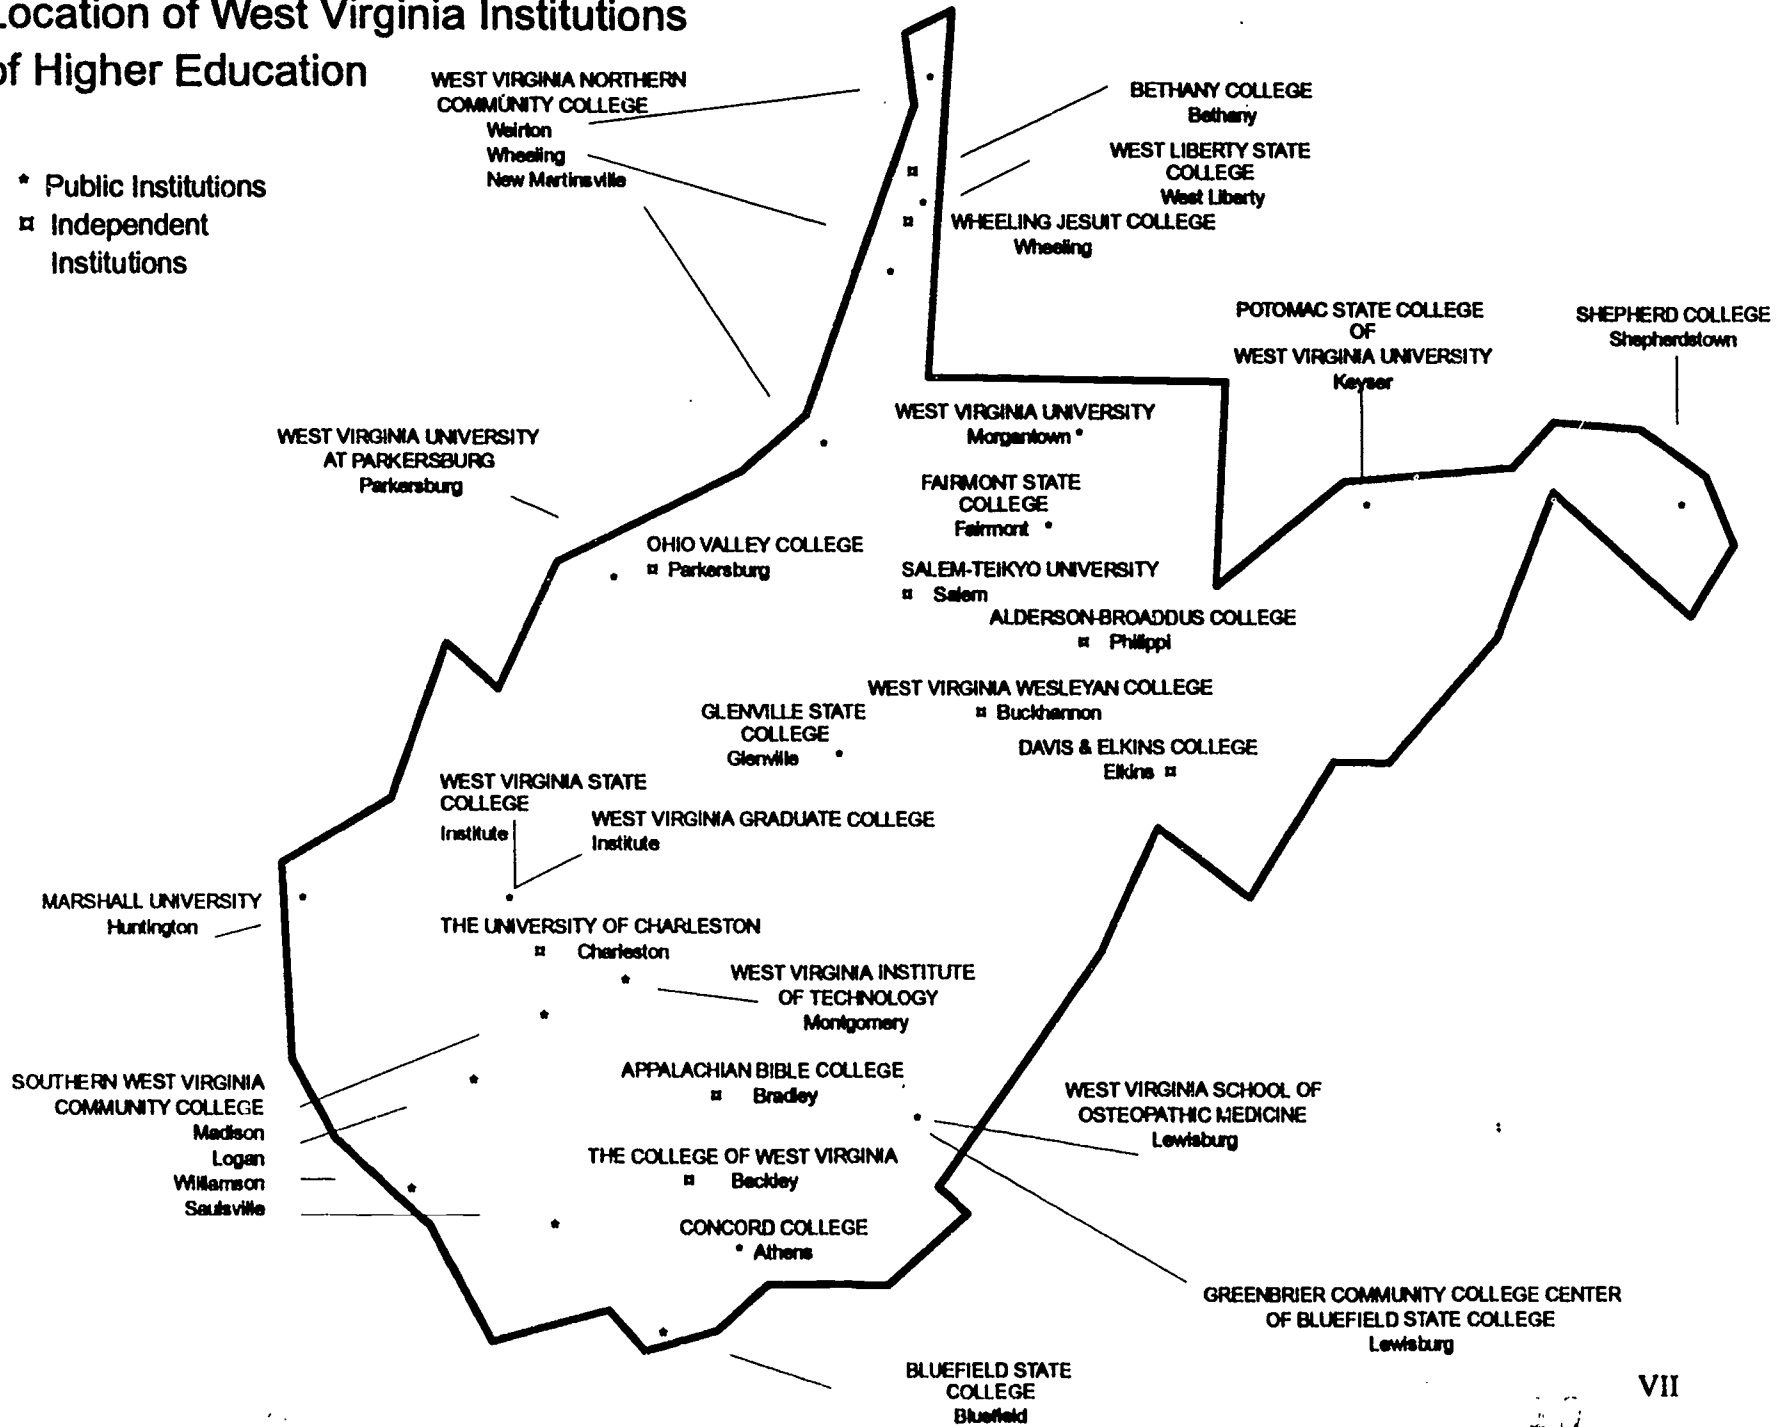 Location of West Virginia Institutions
of Higher Education
* Public Institutions
¤ Independent
Institutions
WEST VIRGINIA NORTHERN
COMMUNITY COLLEGE
Weirton
Wheeling
New Martinsville
BETHANY COLLEGE
Bethany
WEST LIBERTY STATE
COLLEGE
West Liberty
WHEELING JESUIT COLLEGE
Wheeling
POTOMAC STATE COLLEGE
OF
WEST VIRGINIA UNIVERSITY
Keyser
SHEPHERD COLLEGE
Shepherdstown
WEST VIRGINIA UNIVERSITY
AT PARKERSBURG
Parkersburg
WEST VIRGINIA UNIVERSITY
Morgantown *
FAIRMONT STATE
COLLEGE
Fairmont *
OHIO VALLEY COLLEGE
¤ Parkersburg
SALEM-TEIKYO UNIVERSITY
¤ Salem
ALDERSON-BROADDUS COLLEGE
¤ Philippi
WEST VIRGINIA WESLEYAN COLLEGE
¤ Buckhannon
GLENVILLE STATE
COLLEGE
Glenville *
DAVIS & ELKINS COLLEGE
Elkins ¤
WEST VIRGINIA STATE
COLLEGE
Institute
WEST VIRGINIA GRADUATE COLLEGE
Institute
MARSHALL UNIVERSITY
Huntington
THE UNIVERSITY OF CHARLESTON
¤ Charleston
WEST VIRGINIA INSTITUTE
OF TECHNOLOGY
Montgomery
SOUTHERN WEST VIRGINIA
COMMUNITY COLLEGE
Madison
Logan
Williamson
Saulsville
APPALACHIAN BIBLE COLLEGE
¤ Bradley
WEST VIRGINIA SCHOOL OF
OSTEOPATHIC MEDICINE
Lewisburg
THE COLLEGE OF WEST VIRGINIA
¤ Beckley
CONCORD COLLEGE
* Athens
GREENBRIER COMMUNITY COLLEGE CENTER
OF BLUEFIELD STATE COLLEGE
Lewisburg
BLUEFIELD STATE
COLLEGE
Bluefield
VII